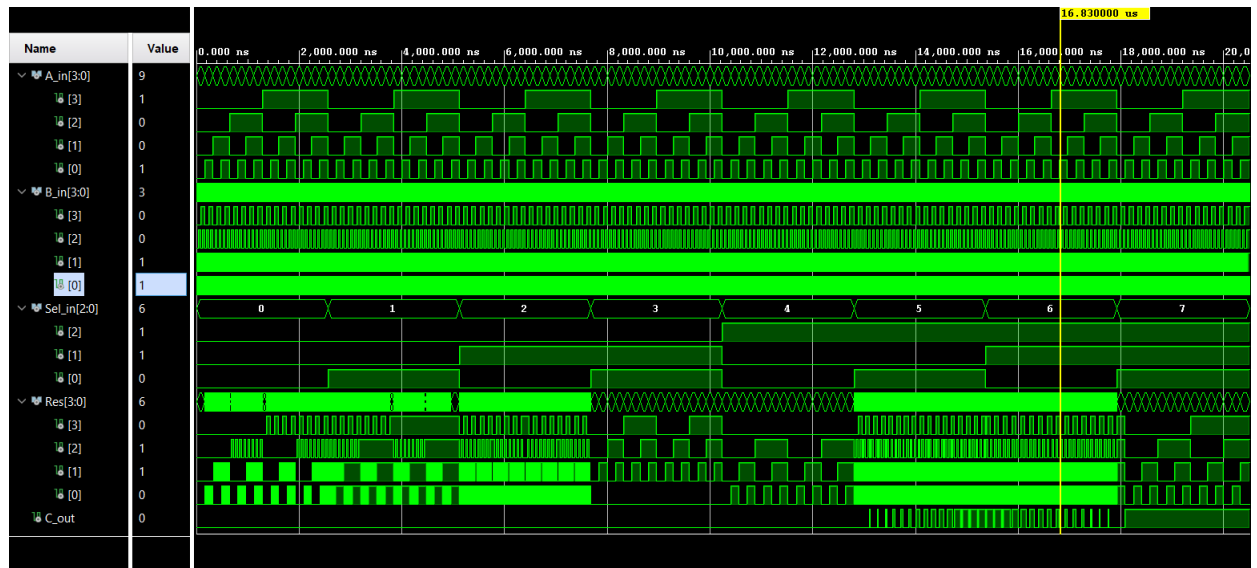 16.830000 us
Name Value 0.000 ns 2,000.000 ns 4,000.000 ns 6,000.000 ns 8,000.000 ns 10,000.000 ns 12,000.000 ns 14,000.000 ns 16,000.000 ns 18,000.000 ns 20,0
A_in[3:0] 9
[3] 1
[2] 0
[1] 0
[0] 1
B_in[3:0] 3
[3] 0
[2] 0
[1] 1
[0] 1
Sel_in[2:0] 6 0 1 2 3 4 5 6 7
[2] 1
[1] 1
[0] 0
Res[3:0] 6
[3] 0
[2] 1
[1] 1
[0] 0
C_out 0